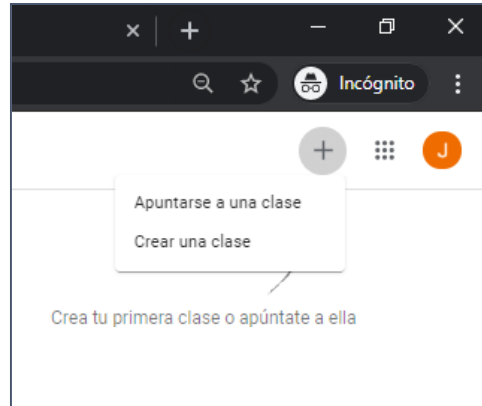 Incógnito
J
Apuntarse a una clase
Crear una clase
Crea tu primera clase o apúntate a ella